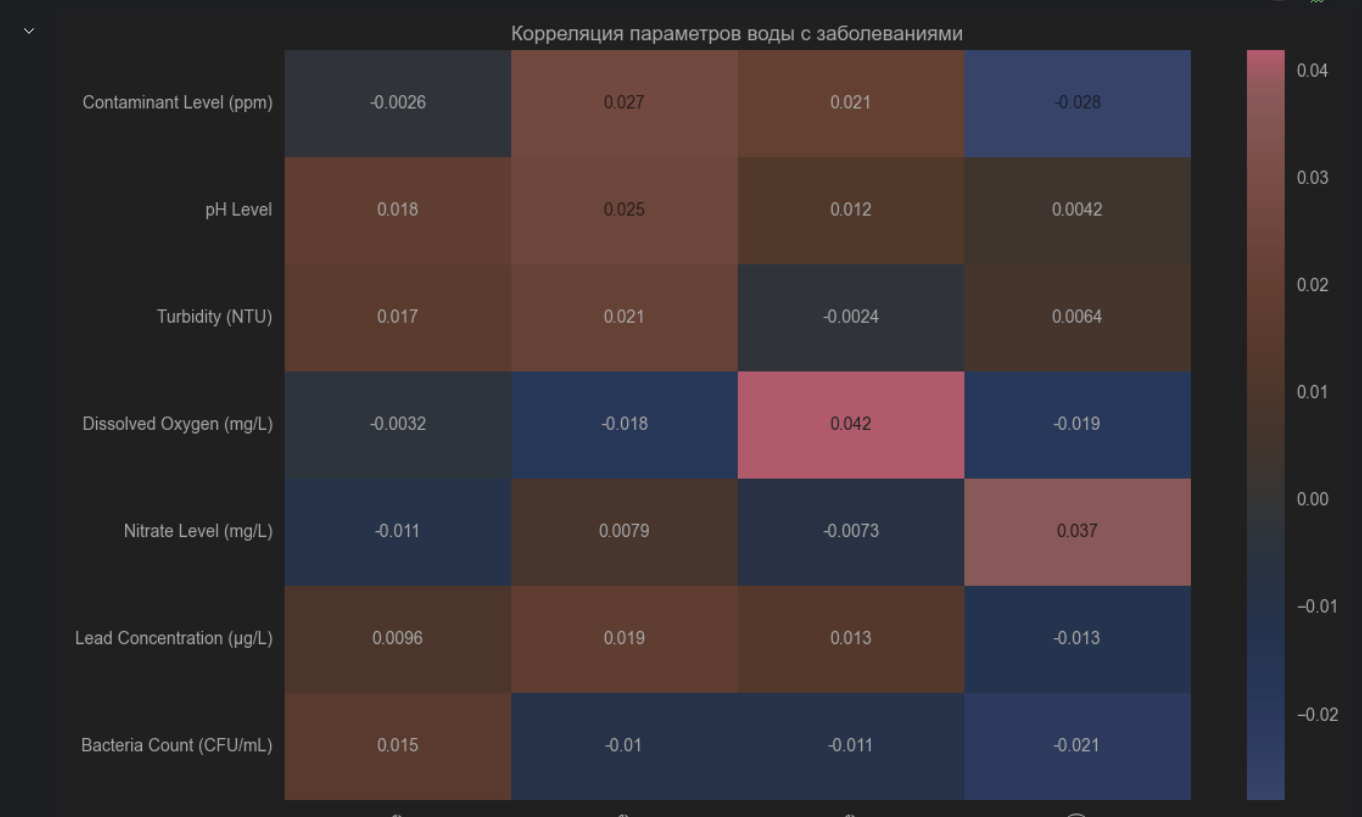 Корреляция параметров воды с заболеваниями
Contaminant Level (ppm) -0.0026 0.027 0.021 -0.028
pH Level 0.018 0.025 0.012 0.0042
Turbidity (NTU) 0.017 0.021 -0.0024 0.0064
Dissolved Oxygen (mg/L) -0.0032 -0.018 0.042 -0.019
Nitrate Level (mg/L) -0.011 0.0079 -0.0073 0.037
Lead Concentration (µg/L) 0.0096 0.019 0.013 -0.013
Bacteria Count (CFU/mL) 0.015 -0.01 -0.011 -0.021
0.04
0.03
0.02
0.01
0.00
−0.01
−0.02